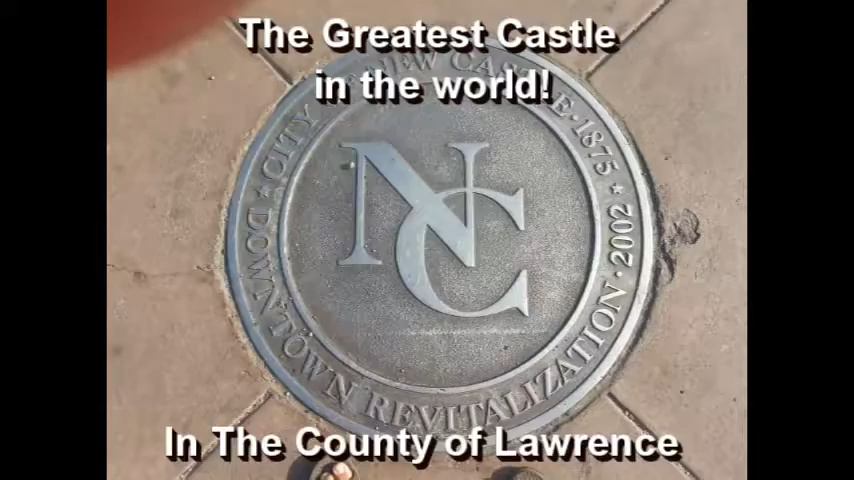 The Greatest Castle
in the world!
CITY OF NEW CASTLE · 1875
NC
DOWNTOWN REVITALIZATION · 2002
In The County of Lawrence